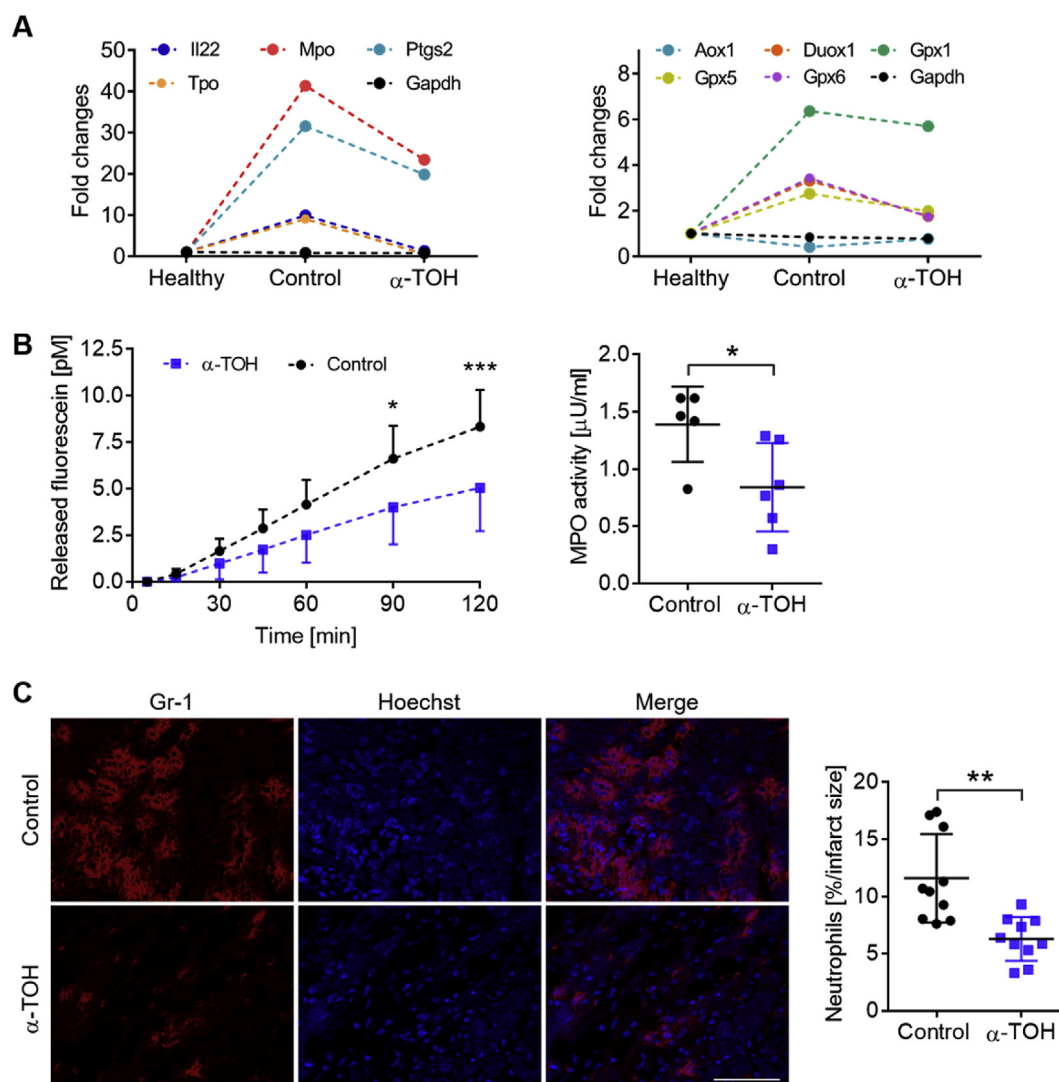 A
Il22 Mpo Ptgs2
Tpo Gapdh
Fold changes
50
40
30
20
10
0
Healthy Control α-TOH
Aox1 Duox1 Gpx1
Gpx5 Gpx6 Gapdh
Fold changes
8
6
4
2
0
Healthy Control α-TOH
B
α-TOH Control
Released fluorescein [pM]
12.5
10.0
7.5
5.0
2.5
0.0
* ***
30 60 90 120
Time [min]
MPO activity [µU/ml]
2.0
1.5
1.0
0.5
0.0
*
Control α-TOH
C
Gr-1 Hoechst Merge
Control
α-TOH
Neutrophils [%/infarct size]
20
15
10
5
0
**
Control α-TOH